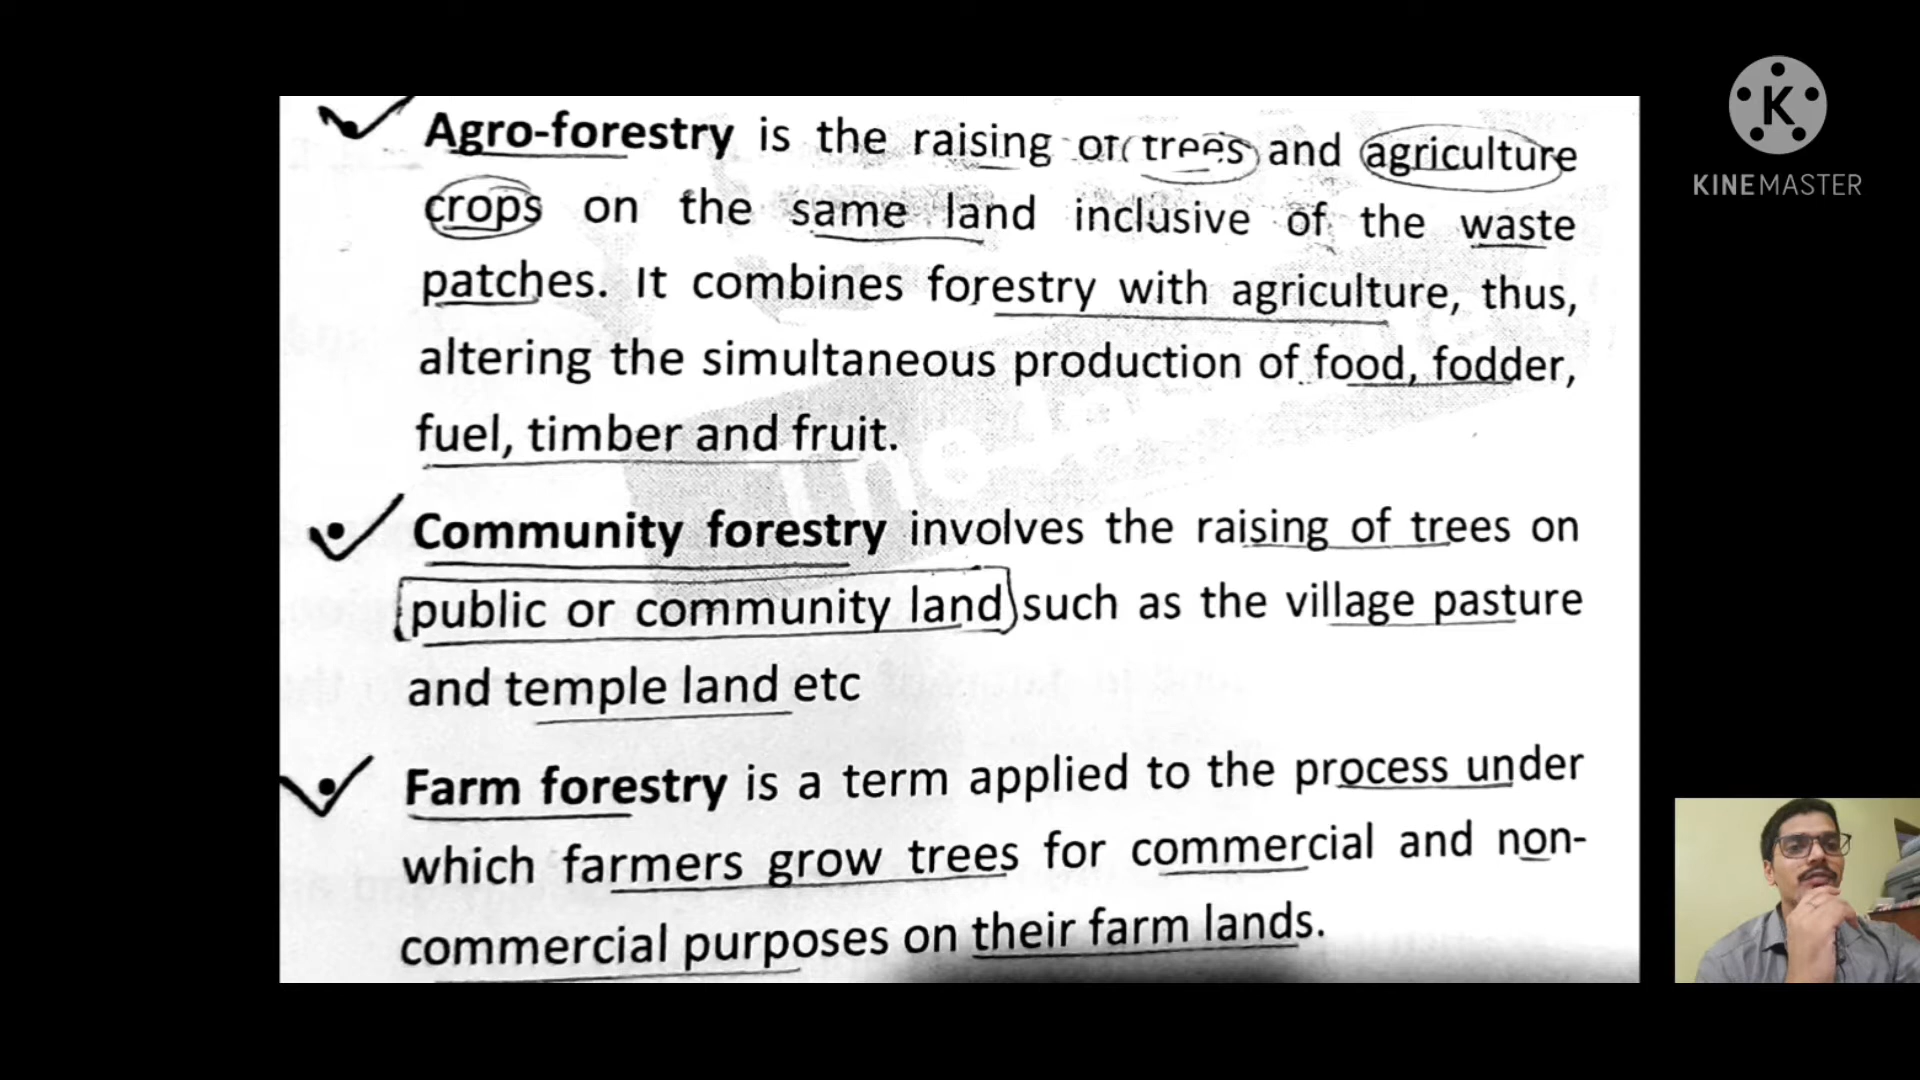 Agro-forestry is the raising of trees and agriculture
crops on the same land inclusive of the waste
patches. It combines forestry with agriculture, thus,
altering the simultaneous production of food, fodder,
fuel, timber and fruit.
Community forestry involves the raising of trees on
public or community land such as the village pasture
and temple land etc
Farm forestry is a term applied to the process under
which farmers grow trees for commercial and non-
commercial purposes on their farm lands.
K
KINEMASTER